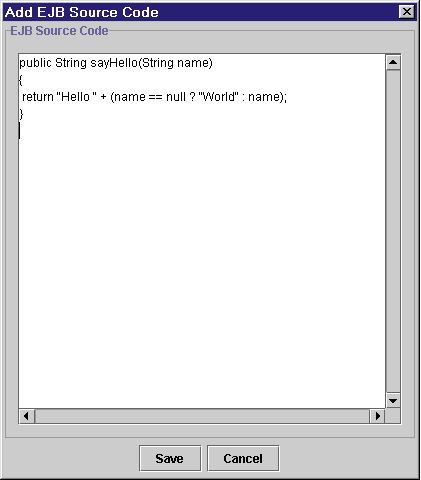 Add EJB Source Code
EJB Source Code
public String sayHello(String name)
{
return "Hello " + (name == null ? "World" : name);
}
Save Cancel